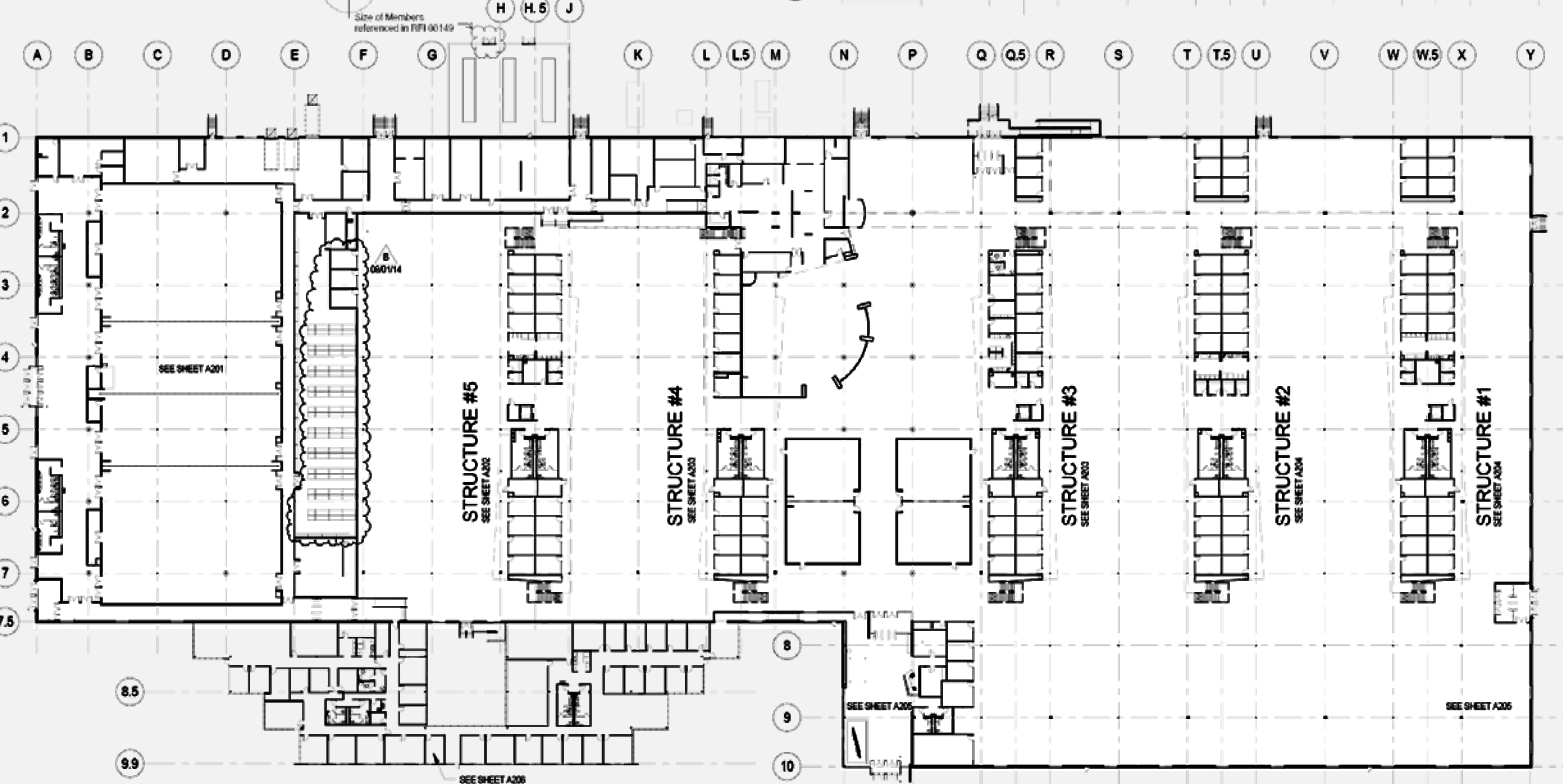 Size of Members
referenced in RFI 00149
H H.5 J
A B C D E F G K L L.5 M N P Q Q.5 R S T T.5 U V W W.5 X Y
1
2
B
08/01/14
3
4
SEE SHEET A201
5
6
7
7.5
STRUCTURE #5
SEE SHEET A202
STRUCTURE #4
SEE SHEET A203
STRUCTURE #3
SEE SHEET A203
STRUCTURE #2
SEE SHEET A204
STRUCTURE #1
SEE SHEET A204
8
8.5
SEE SHEET A205
SEE SHEET A205
9
9.9
10
SEE SHEET A206